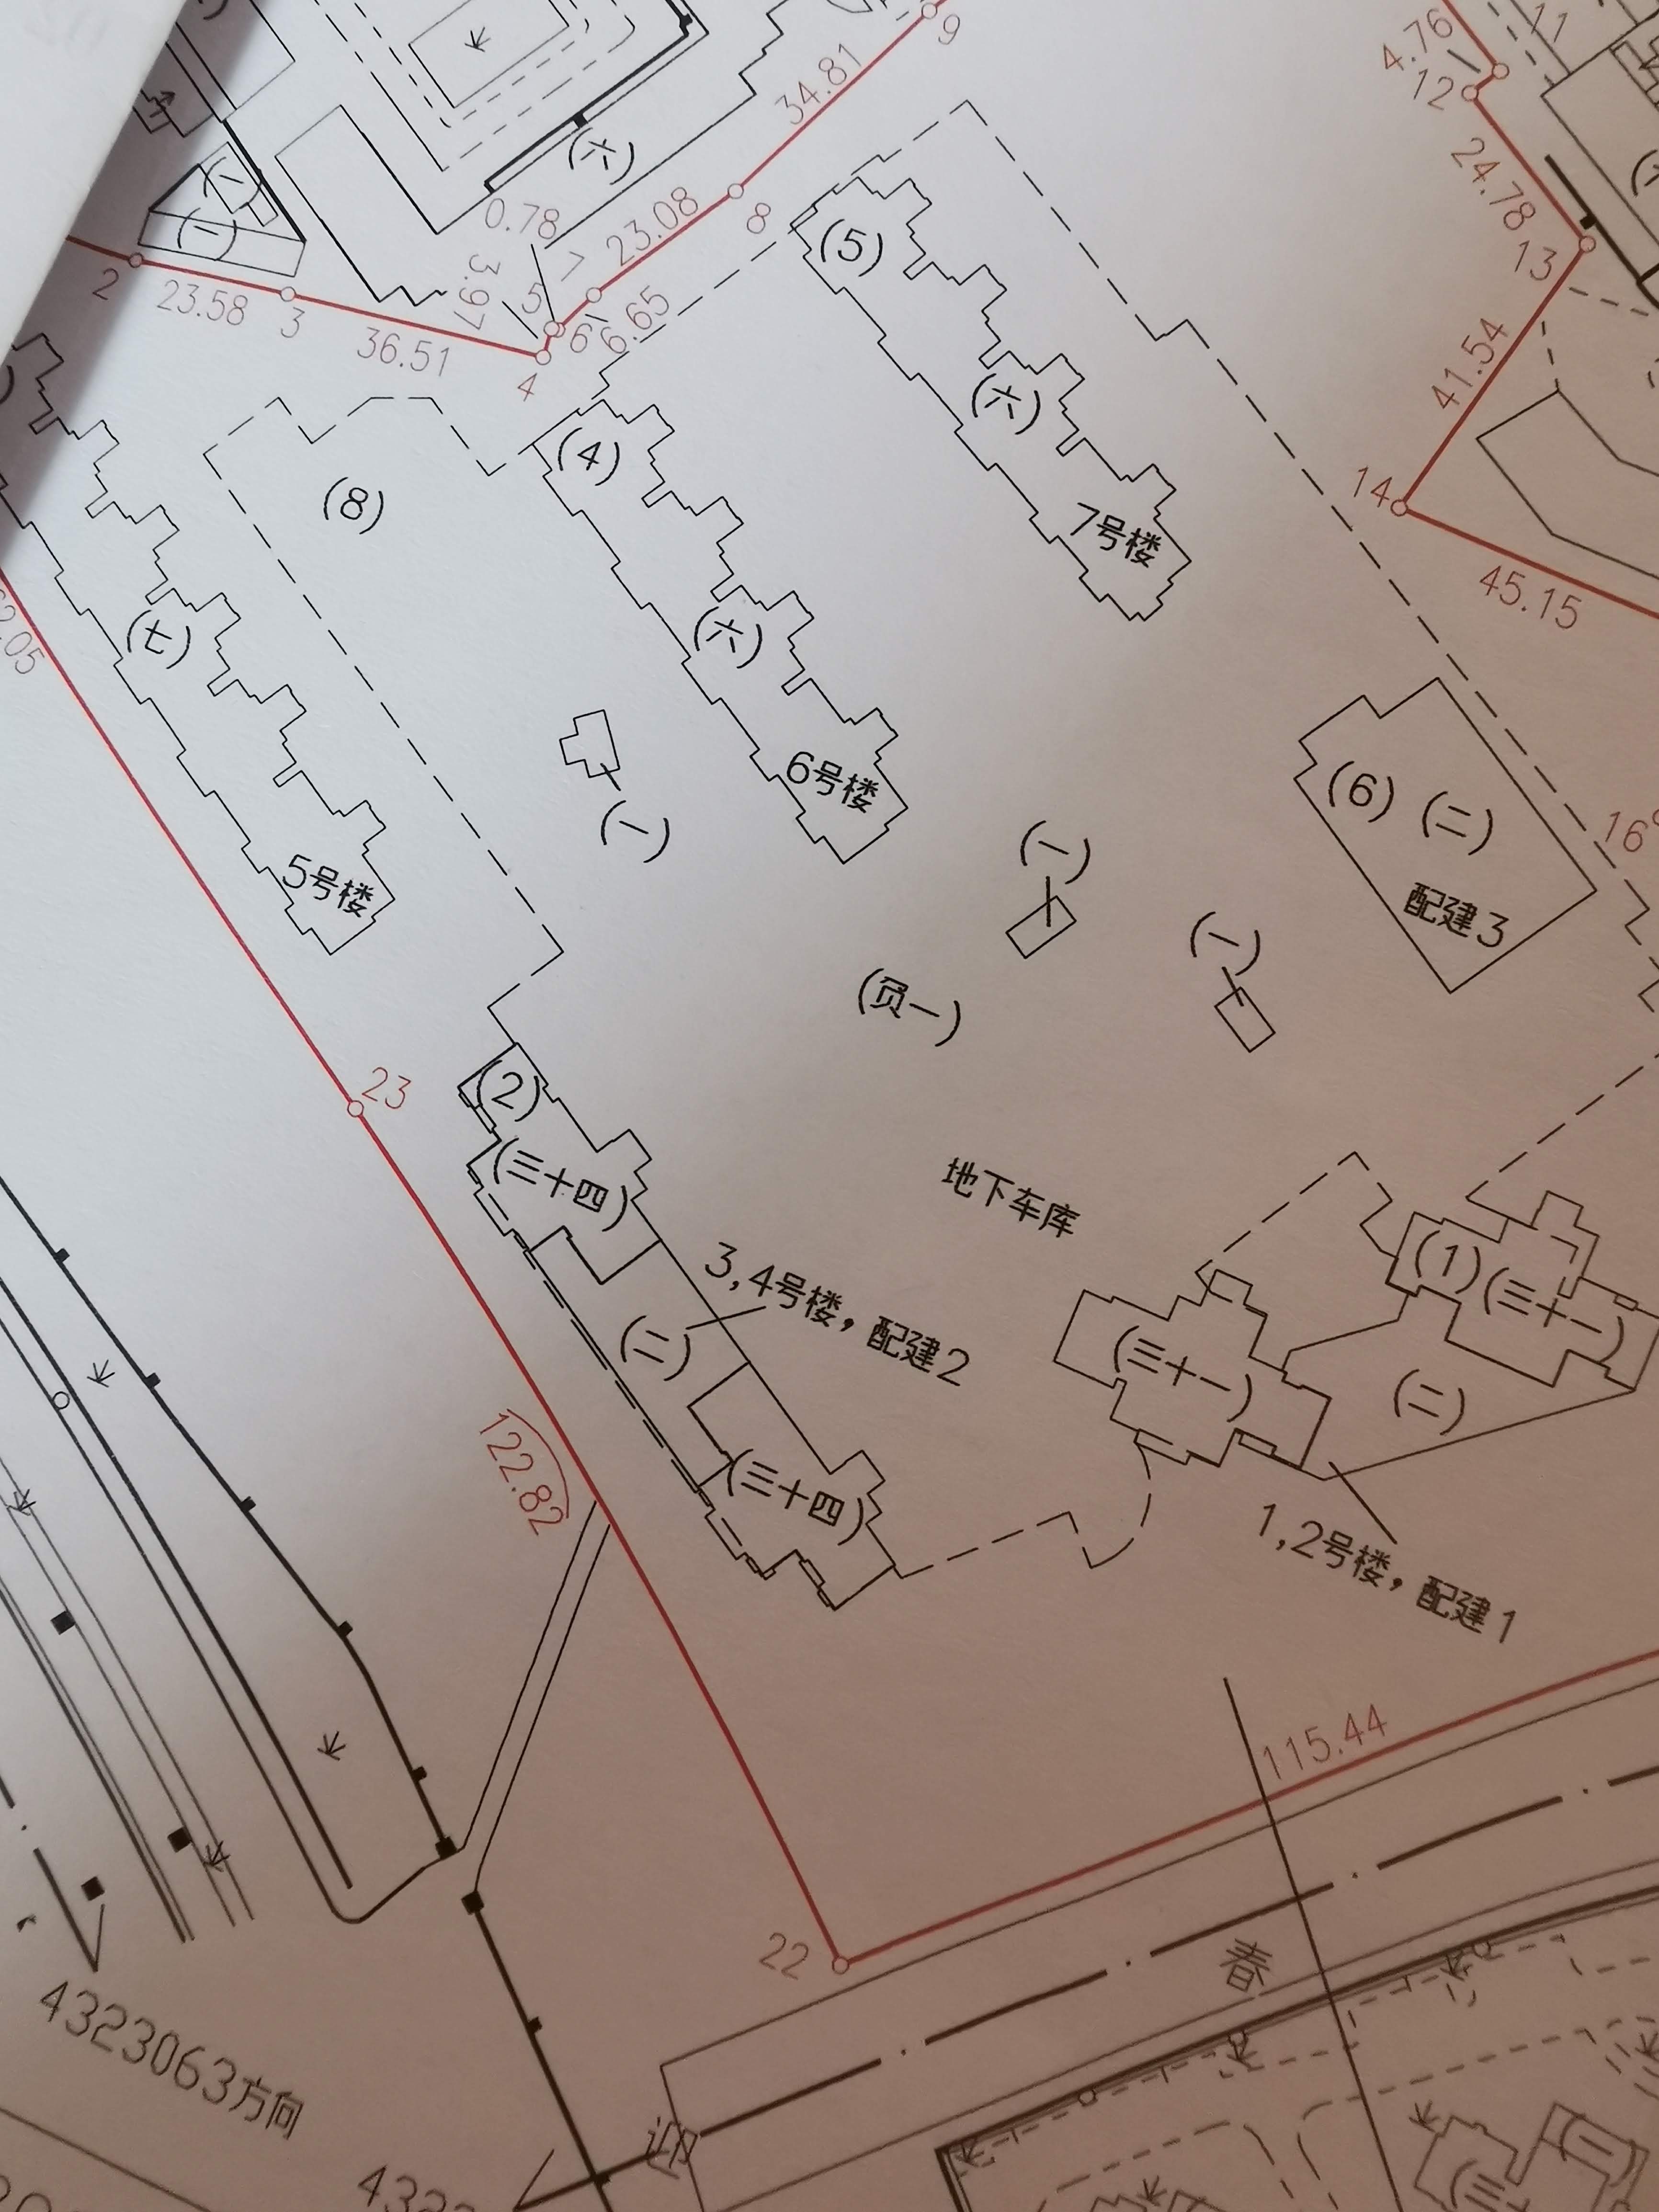 9
11
4.76
12
34.81
(六)
24.78
(一)
(一)
0.78
23.08
8
(5)
13
2
23.58
3
3.97
5
7
6
6.65
36.51
4
41.54
(六)
(4)
14
(8)
7号楼
45.15
(七)
(六)
6号楼
(一)
(6)
(二)
16
(一)
5号楼
配建3
(一)
(负一)
23
(2)
(三十四)
地下车库
3,4号楼，配建2
(1)
(三十一)
(二)
(三十一)
(二)
122.82
(三十四)
1,2号楼，配建1
115.44
22
春
4323063方向
迎